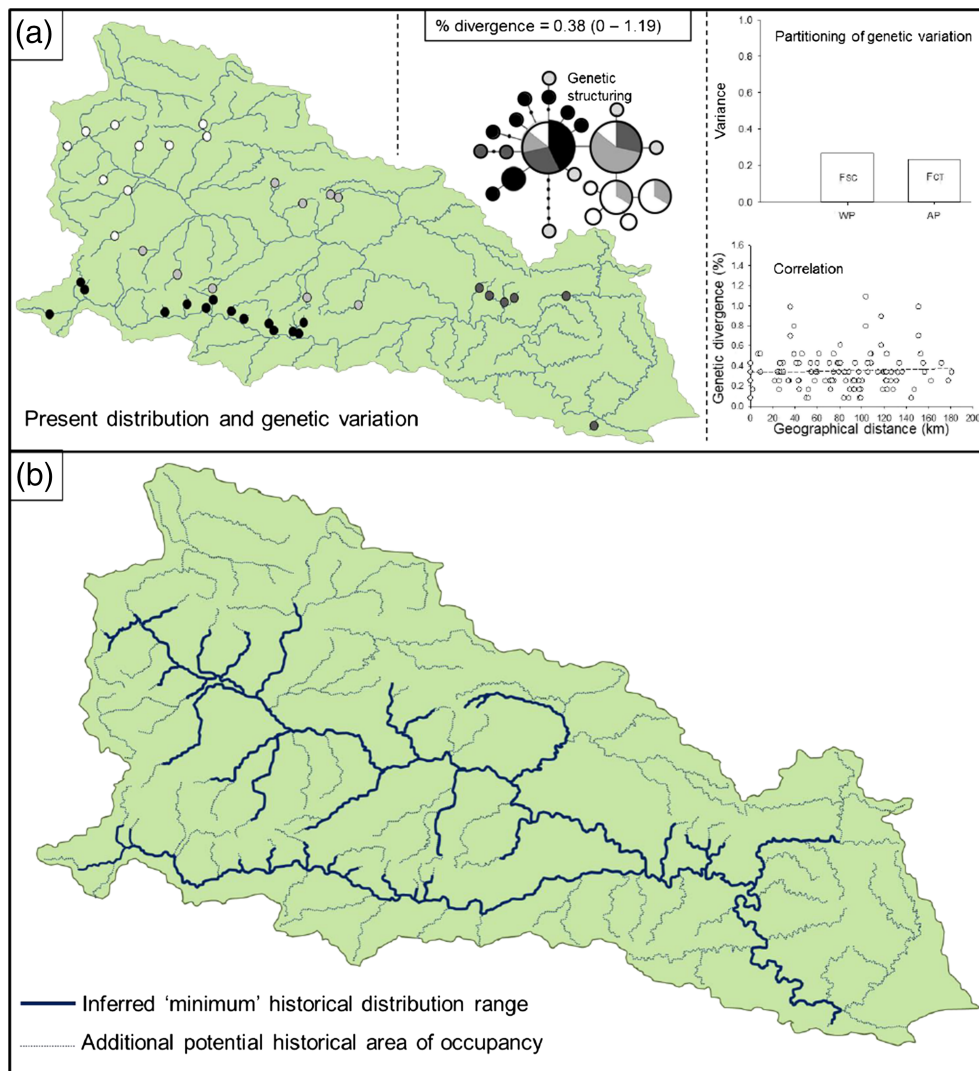 (a)
% divergence = 0.38 (0 – 1.19)
Genetic
structuring
Present distribution and genetic variation
Partitioning of genetic variation
Variance
1.0
0.8
0.6
0.4
0.2
0.0
FSC
FCT
WP
AP
Correlation
Genetic divergence (%)
1.6
1.4
1.2
1.0
0.8
0.6
0.4
0.2
0.0
0 20 40 60 80 100 120 140 160 180 200
Geographical distance (km)
(b)
Inferred ‘minimum’ historical distribution range
Additional potential historical area of occupancy